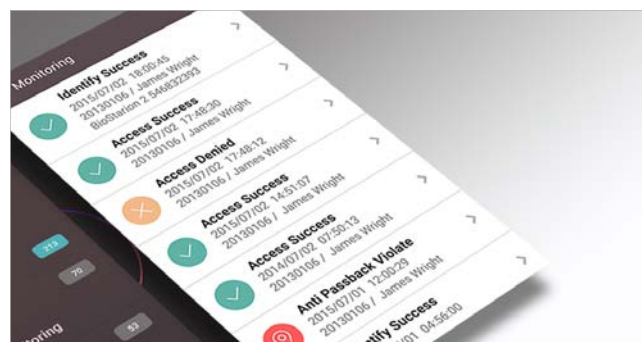 Monitoring
Identify Success
2015/07/02 18:00:45
20130106 / James Wright
BioStation 2 546832393
Access Success
2015/07/02 17:48:30
20130106 / James Wright
Access Denied
2015/07/02 17:48:12
20130106 / James Wright
Access Success
2015/07/02 14:51:07
20130106 / James Wright
Access Success
2014/07/02 07:50:13
20130106 / James Wright
Anti Passback Violate
2015/07/01 12:00:29
20130106 / James Wright
ntify Success
/01 04:56:00
213
70
nitoring
53